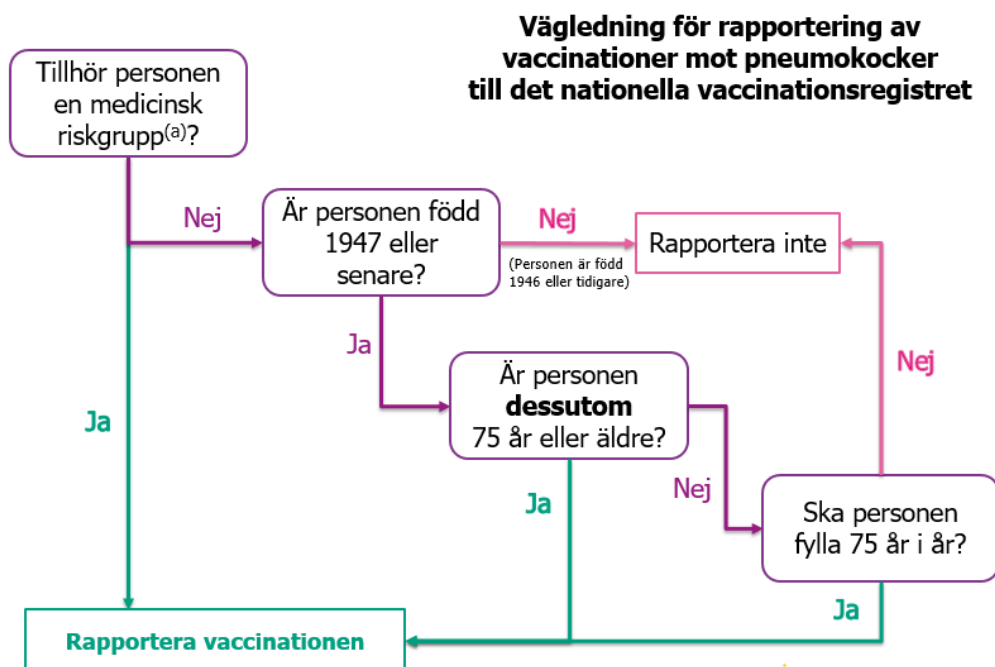 Vägledning för rapportering av
vaccinationer mot pneumokocker
till det nationella vaccinationsregistret
Tillhör personen
en medicinsk
riskgrupp(a)?
Nej
Är personen född
1947 eller
senare?
Nej
(Personen är född
1946 eller tidigare)
Rapportera inte
Ja
Är personen
dessutom
75 år eller äldre?
Nej
Ja
Ja
Nej
Ska personen
fylla 75 år i år?
Ja
Rapportera vaccinationen